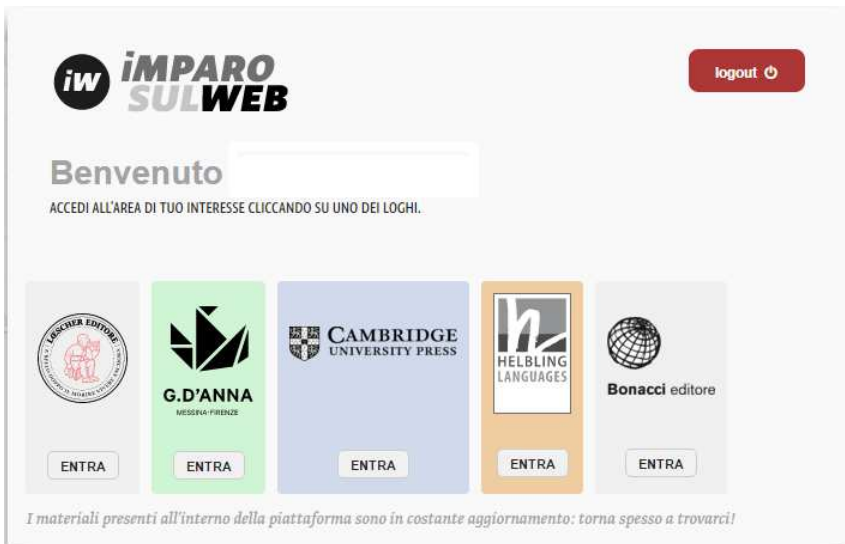 iw iMPARO
SULWEB
logout
Benvenuto
ACCEDI ALL'AREA DI TUO INTERESSE CLICCANDO SU UNO DEI LOGHI.
LŒSCHER EDITORE
G.D'ANNA
MESSINA·FIRENZE
CAMBRIDGE
UNIVERSITY PRESS
h
HELBLING
LANGUAGES
Bonacci editore
ENTRA
ENTRA
ENTRA
ENTRA
ENTRA
I materiali presenti all'interno della piattaforma sono in costante aggiornamento: torna spesso a trovarci!